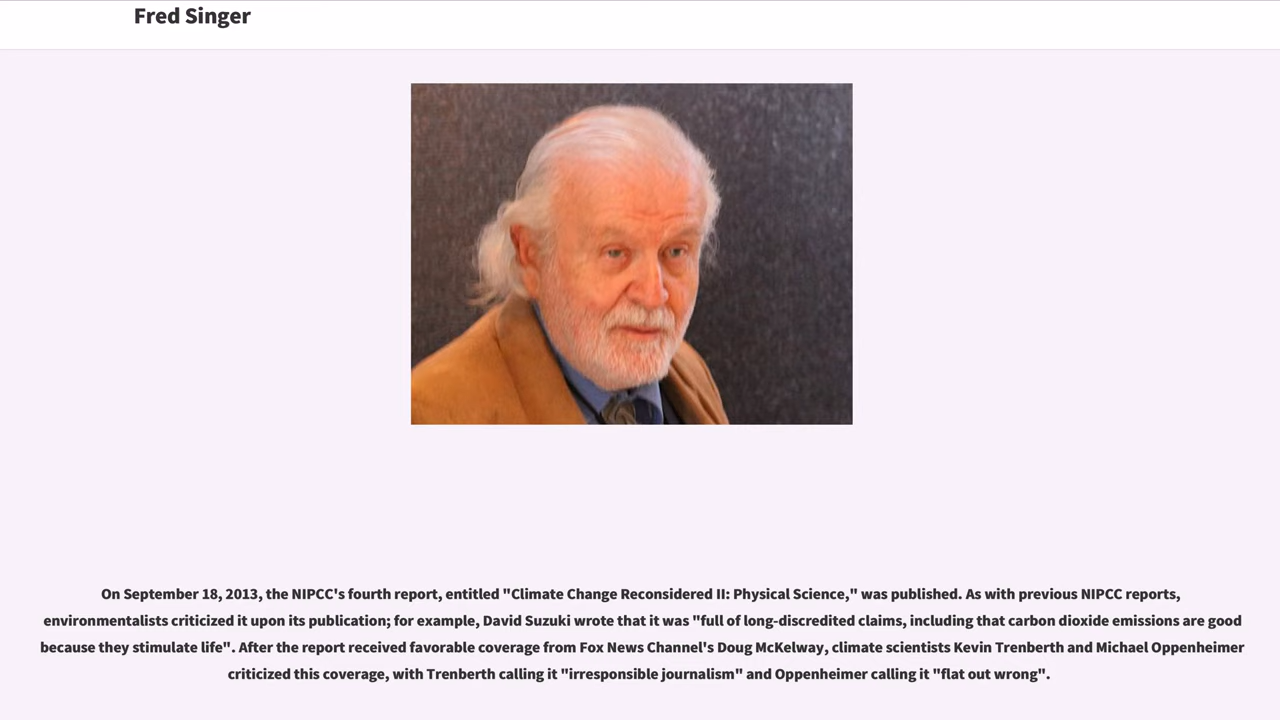 Fred Singer
On September 18, 2013, the NIPCC's fourth report, entitled "Climate Change Reconsidered II: Physical Science," was published. As with previous NIPCC reports,
environmentalists criticized it upon its publication; for example, David Suzuki wrote that it was "full of long-discredited claims, including that carbon dioxide emissions are good
because they stimulate life". After the report received favorable coverage from Fox News Channel's Doug McKelway, climate scientists Kevin Trenberth and Michael Oppenheimer
criticized this coverage, with Trenberth calling it "irresponsible journalism" and Oppenheimer calling it "flat out wrong".